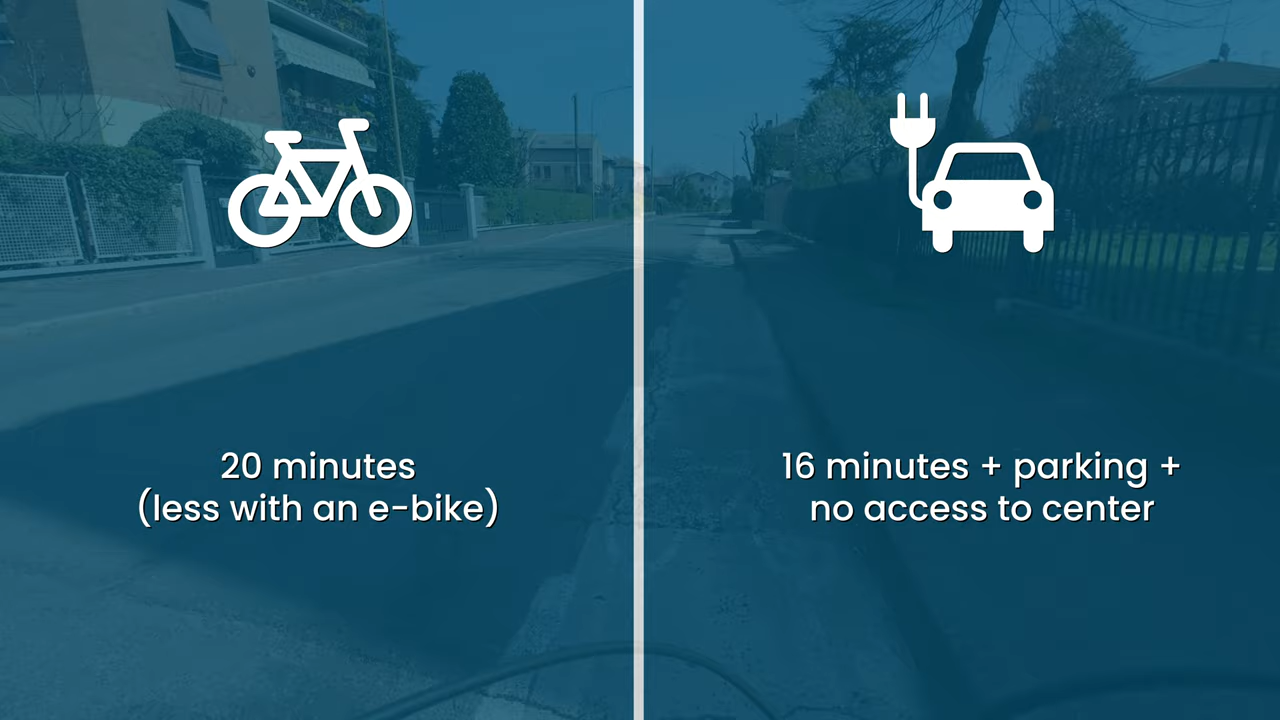 20 minutes
(less with an e-bike)
16 minutes + parking +
no access to center